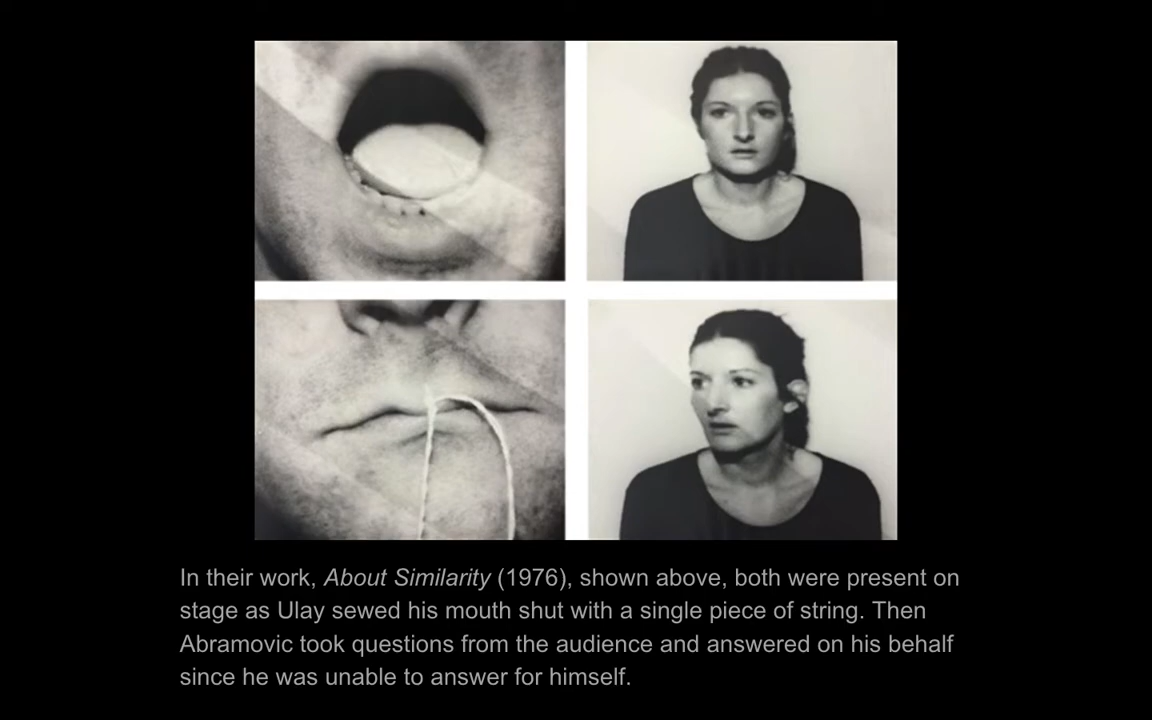 In their work, About Similarity (1976), shown above, both were present on
stage as Ulay sewed his mouth shut with a single piece of string. Then
Abramovic took questions from the audience and answered on his behalf
since he was unable to answer for himself.